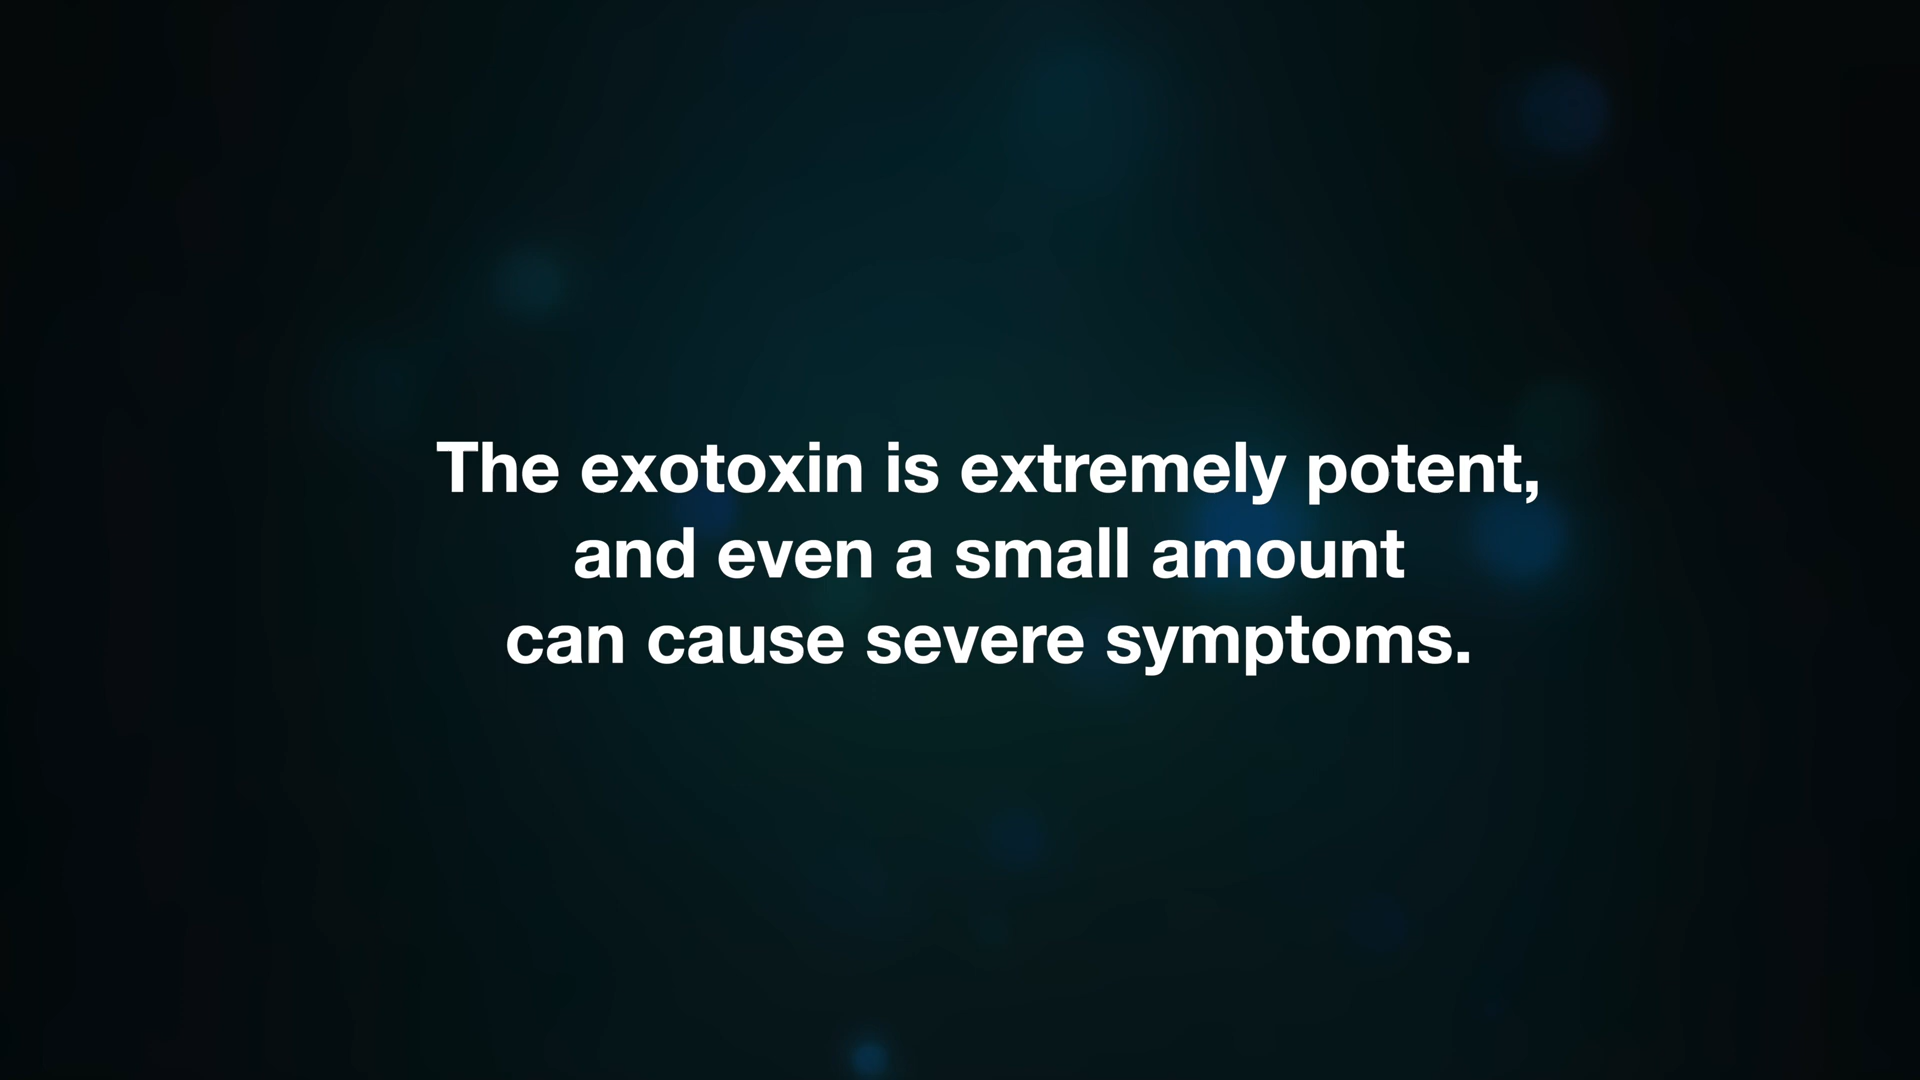 The exotoxin is extremely potent,
and even a small amount
can cause severe symptoms.